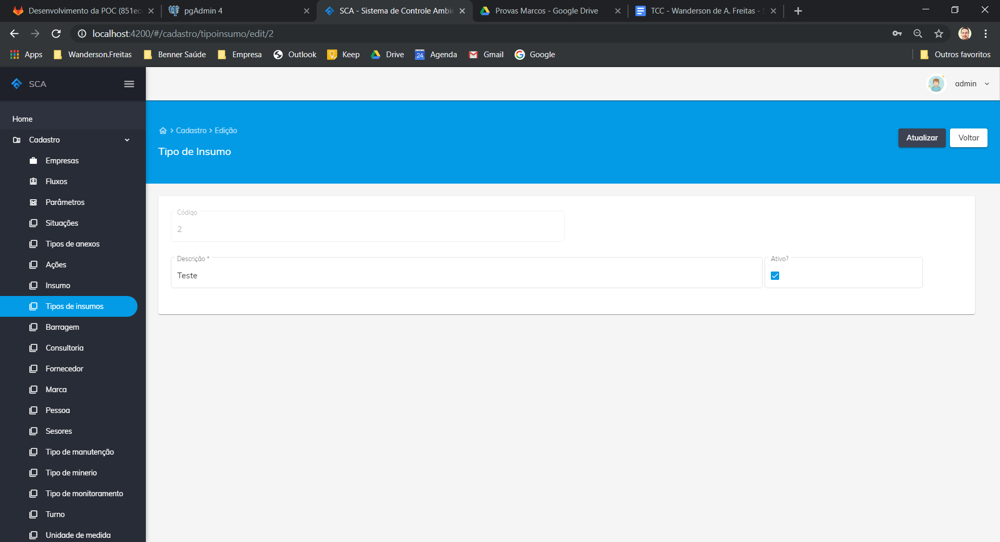 Desenvolvimento da POC (851ec
pgAdmin 4
SCA - Sistema de Controle Ambie
Provas Marcos - Google Drive
TCC - Wanderson de A. Freitas - S
localhost:4200/#/cadastro/tipoinsumo/edit/2
Apps
Wanderson.Freitas
Benner Saúde
Empresa
Outlook
Keep
Drive
24
Agenda
Gmail
Google
Outros favoritos
SCA
admin
Home
Cadastro
Empresas
Fluxos
Parâmetros
Situações
Tipos de anexos
Ações
Insumo
Tipos de insumos
Barragem
Consultoria
Fornecedor
Marca
Pessoa
Sesores
Tipo de manutenção
Tipo de minerio
Tipo de monitoramento
Turno
Unidade de medida
Cadastro > Edição
Tipo de Insumo
Atualizar
Voltar
Código
2
Descrição *
Teste
Ativo?